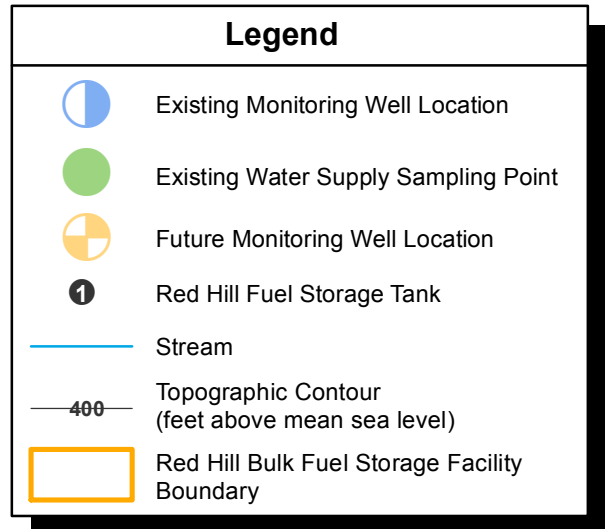 Legend
Existing Monitoring Well Location
Existing Water Supply Sampling Point
Future Monitoring Well Location
1 Red Hill Fuel Storage Tank
Stream
400
Topographic Contour
(feet above mean sea level)
Red Hill Bulk Fuel Storage Facility
Boundary